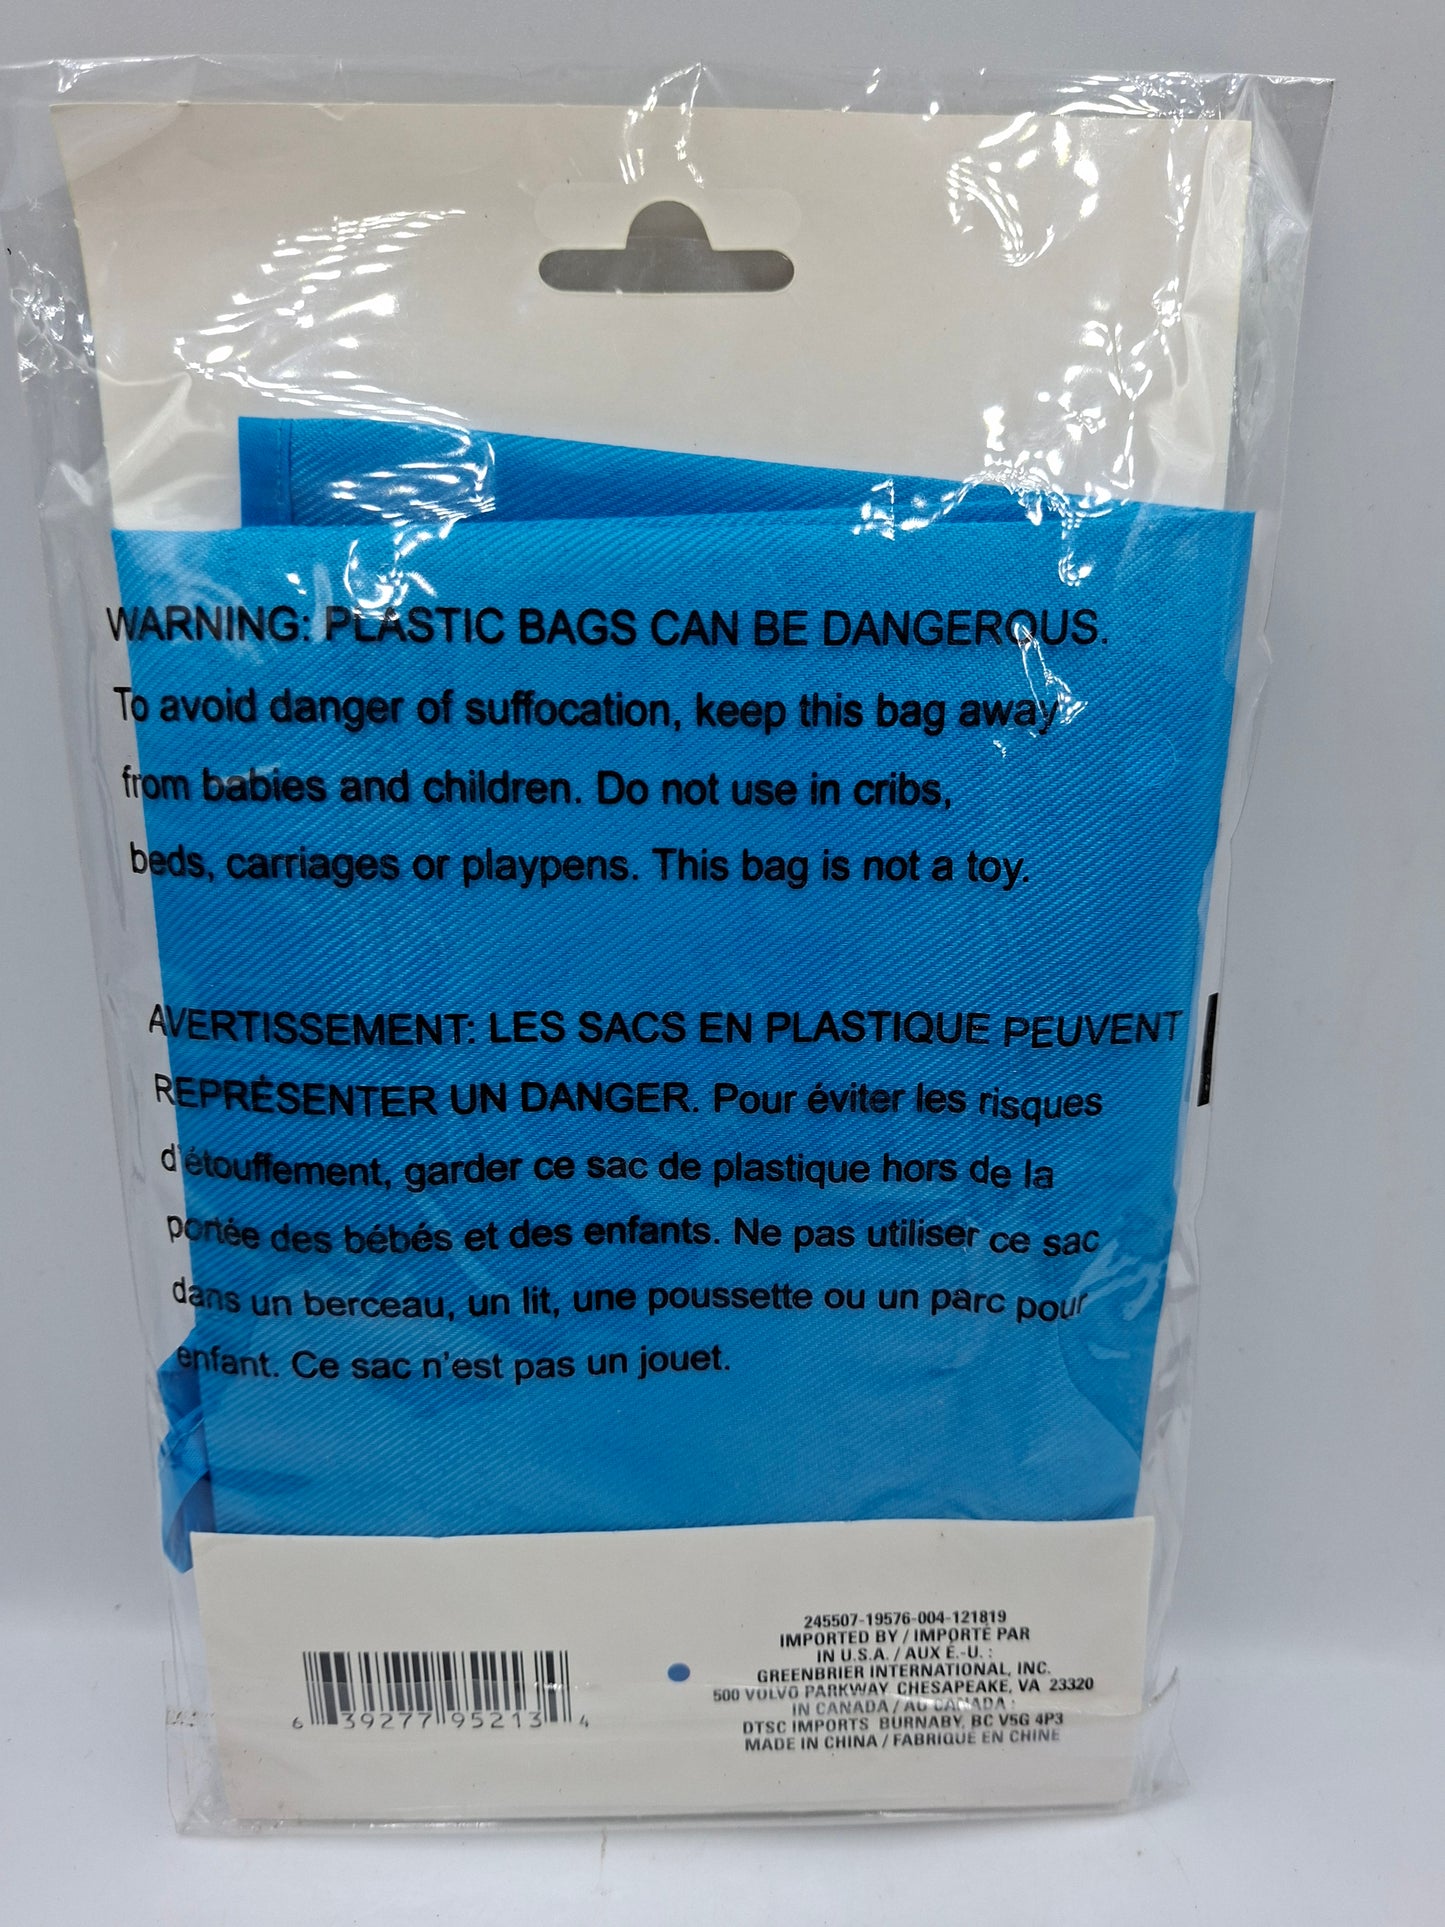 WARNING: PLASTIC BAGS CAN BE DANGEROUS.
To avoid danger of suffocation, keep this bag away
from babies and children. Do not use in cribs,
beds, carriages or playpens. This bag is not a toy.
AVERTISSEMENT: LES SACS EN PLASTIQUE PEUVENT
REPRÉSENTER UN DANGER. Pour éviter les risques
d'étouffement, garder ce sac de plastique hors de la
portée des bébés et des enfants. Ne pas utiliser ce sac
dans un berceau, un lit, une poussette ou un parc pour
enfant. Ce sac n'est pas un jouet.
6 39277 95213 4
245507-19576-004-121819
IMPORTED BY / IMPORTÉ PAR
IN U.S.A. / AUX É.-U. :
GREENBRIER INTERNATIONAL, INC.
500 VOLVO PARKWAY, CHESAPEAKE, VA 23320
IN CANADA / AU CANADA :
DTSC IMPORTS BURNABY, BC V5G 4P3
MADE IN CHINA / FABRIQUÉ EN CHINE